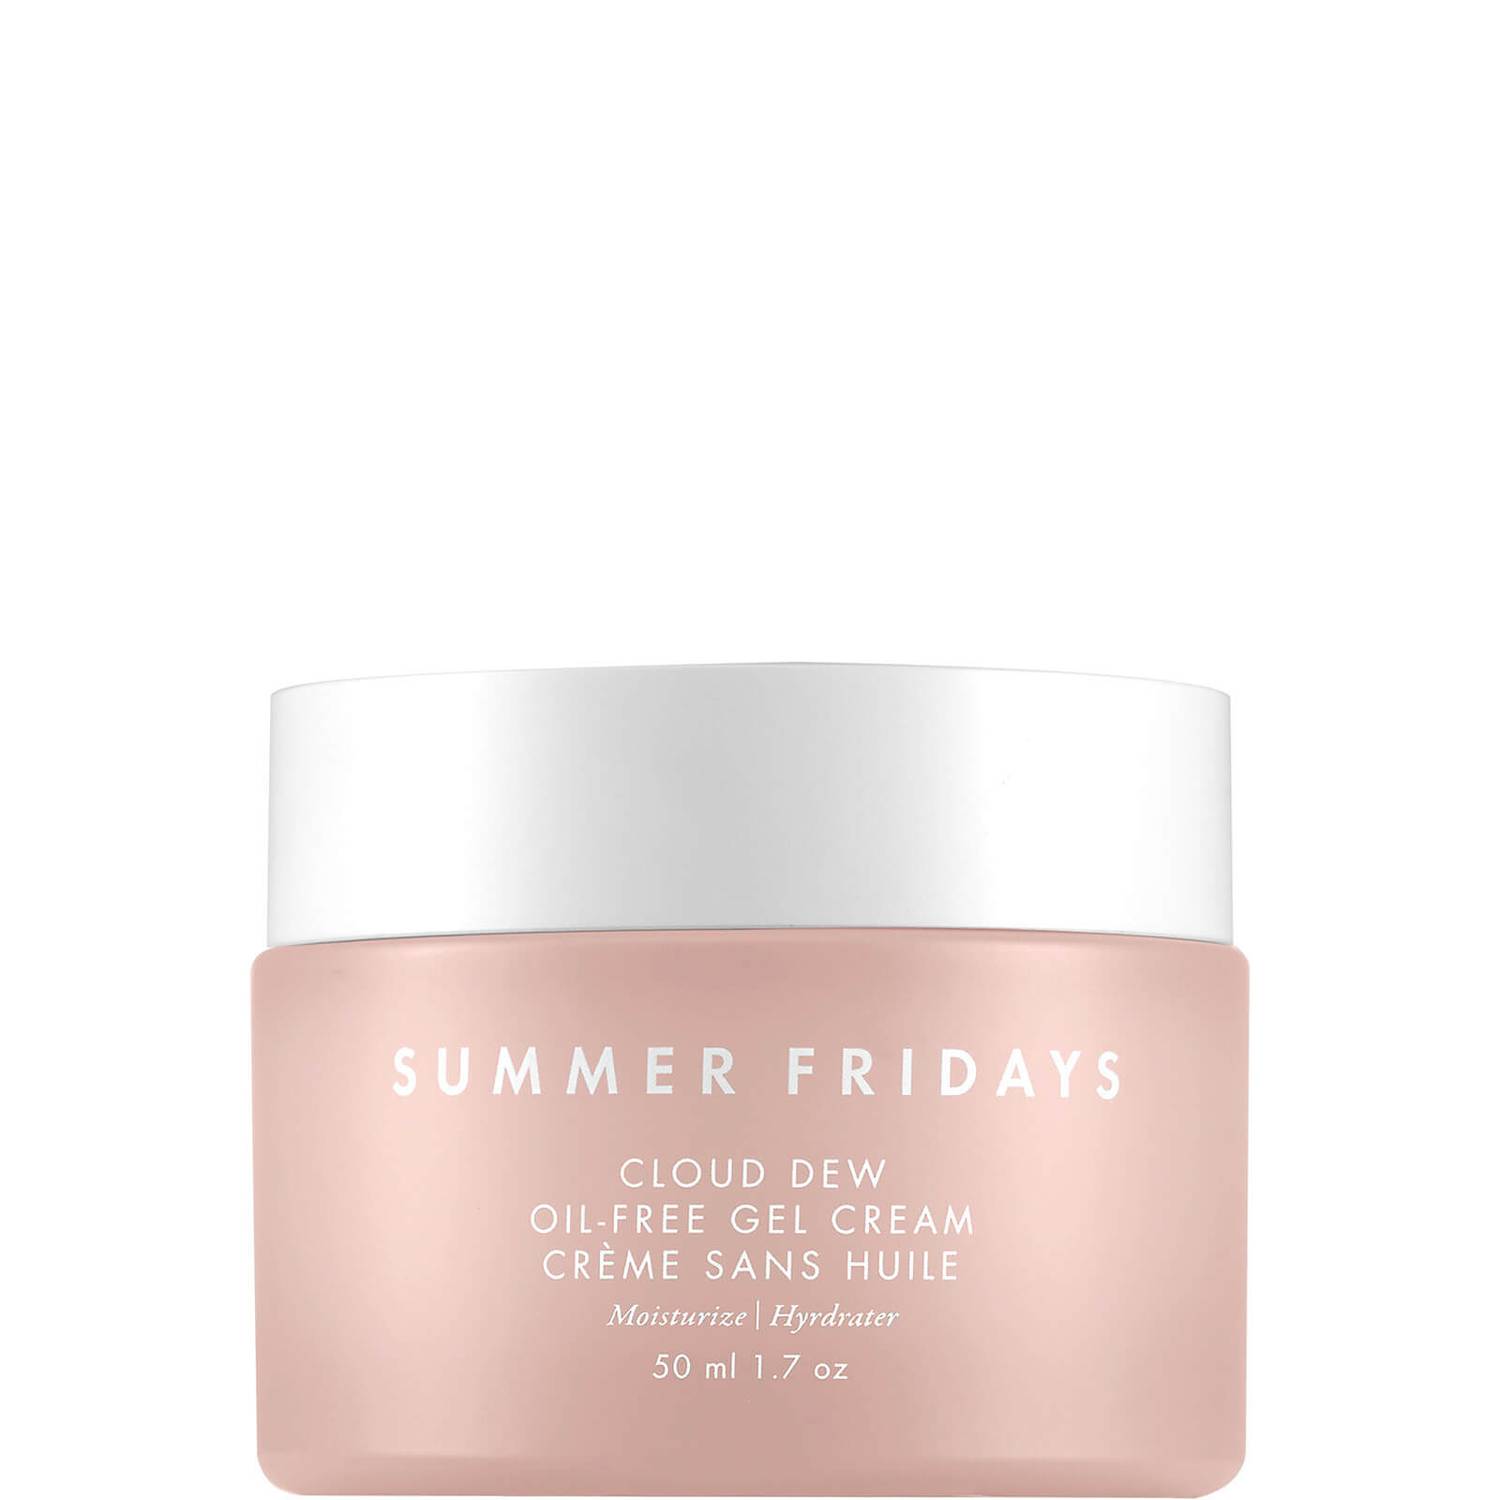 SUMMER FRIDAYS
CLOUD DEW
OIL-FREE GEL CREAM
CRÈME SANS HUILE
Moisturize | Hyrdrater
50 ml 1.7 oz